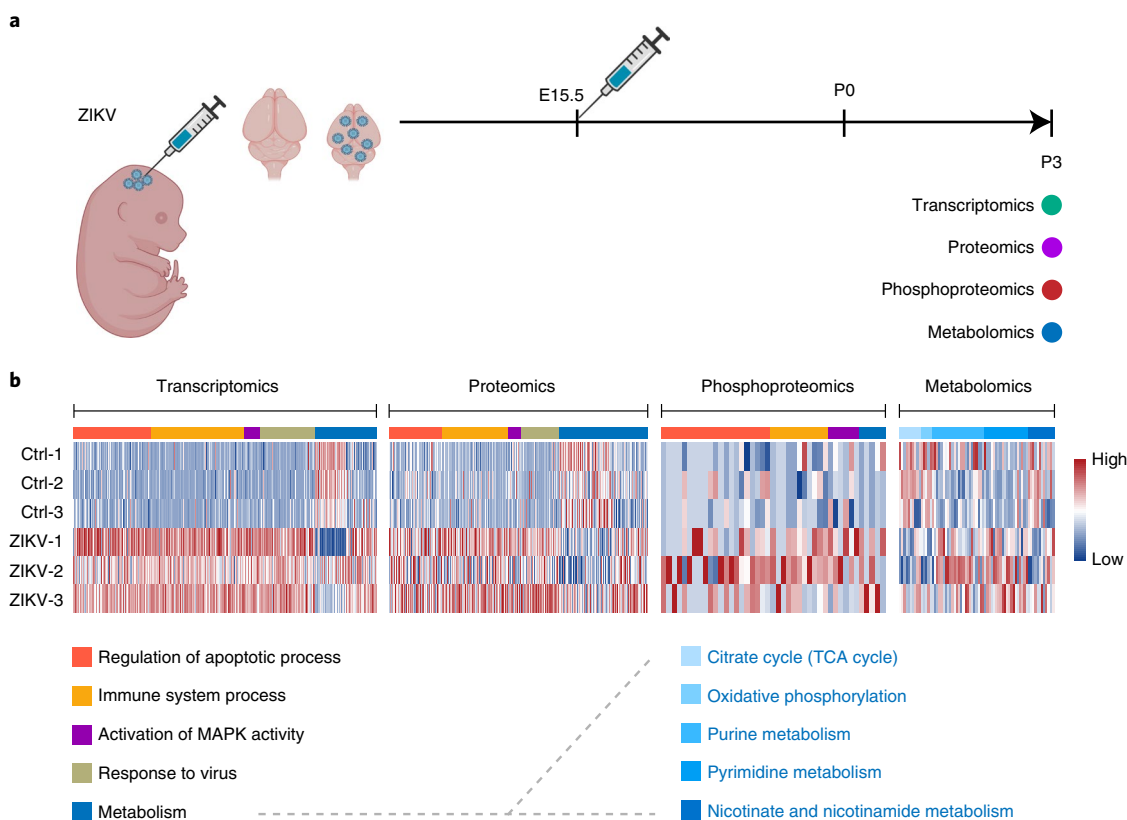 a
ZIKV
E15.5
P0
P3
Transcriptomics
Proteomics
Phosphoproteomics
Metabolomics
b
Transcriptomics Proteomics Phosphoproteomics Metabolomics
Ctrl-1
Ctrl-2
Ctrl-3
ZIKV-1
ZIKV-2
ZIKV-3
High
Low
Regulation of apoptotic process
Immune system process
Activation of MAPK activity
Response to virus
Metabolism
Citrate cycle (TCA cycle)
Oxidative phosphorylation
Purine metabolism
Pyrimidine metabolism
Nicotinate and nicotinamide metabolism